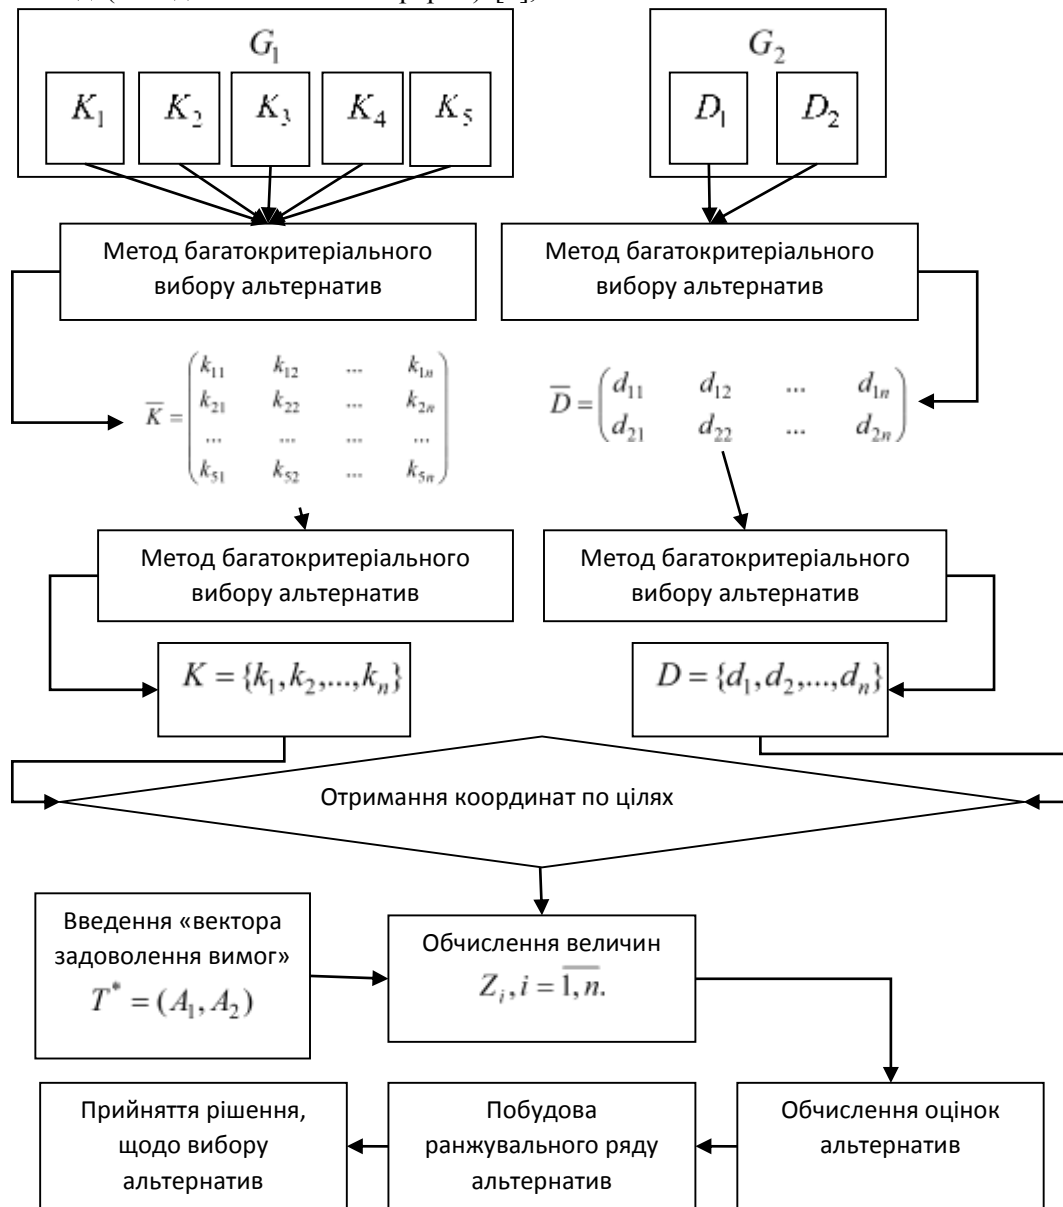 G₁
G₂
K₁ K₂ K₃ K₄ K₅
D₁ D₂
Метод багатокритеріального
вибору альтернатив
Метод багатокритеріального
вибору альтернатив
K̅ = (k₁₁ k₁₂ ... k₁ₙ
k₂₁ k₂₂ ... k₂ₙ
... ... ... ...
k₅₁ k₅₂ ... k₅ₙ)
D̅ = (d₁₁ d₁₂ ... d₁ₙ
d₂₁ d₂₂ ... d₂ₙ)
Метод багатокритеріального
вибору альтернатив
Метод багатокритеріального
вибору альтернатив
K = {k₁, k₂,..., kₙ}
D = {d₁, d₂,..., dₙ}
Отримання координат по цілях
Введення «вектора
задоволення вимог»
T* = (A₁, A₂)
Обчислення величин
Zᵢ, i = 1, n.
Прийняття рішення,
щодо вибору
альтернатив
Побудова
ранжувального ряду
альтернатив
Обчислення оцінок
альтернатив